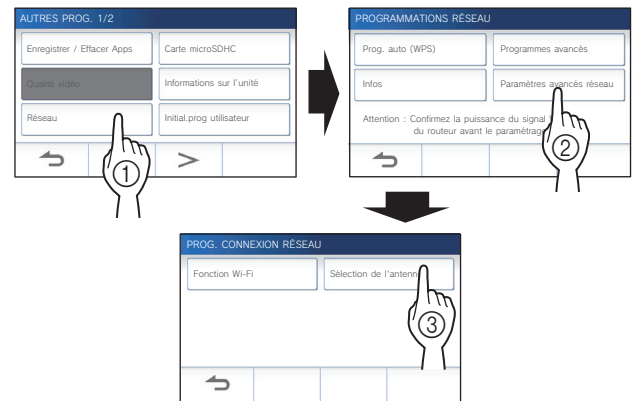 AUTRES PROG. 1/2
Enregistrer / Effacer Apps
Carte microSDHC
Qualité vidéo
Informations sur l'unité
Réseau
Initial.prog utilisateur
>
1
PROGRAMMATIONS RÉSEAU
Prog. auto (WPS)
Programmes avancés
Infos
Paramètres avancés réseau
Attention : Confirmez la puissance du signal
du routeur avant le paramétrage
2
PROG. CONNEXION RÉSEAU
Fonction Wi-Fi
Sélection de l'antenne
3